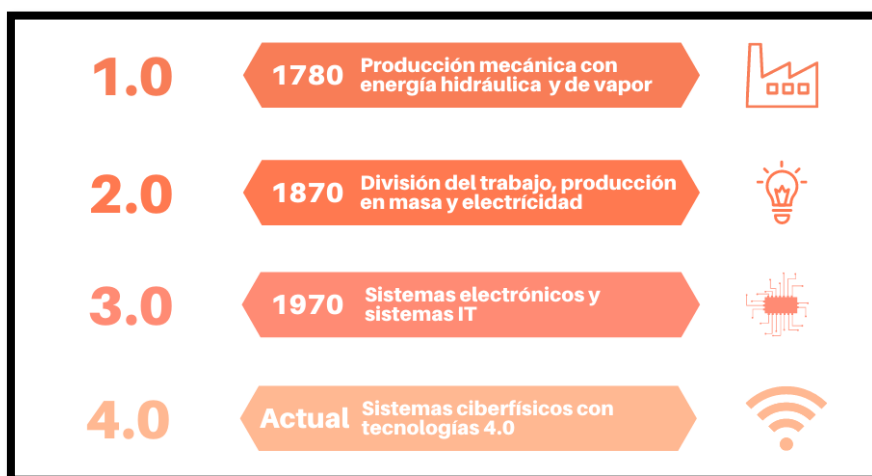 1.0
1780
Producción mecánica con
energía hidráulica y de vapor
2.0
1870
División del trabajo, producción
en masa y electrícidad
3.0
1970
Sistemas electrónicos y
sistemas IT
4.0
Actual
Sistemas ciberfísicos con
tecnologías 4.0